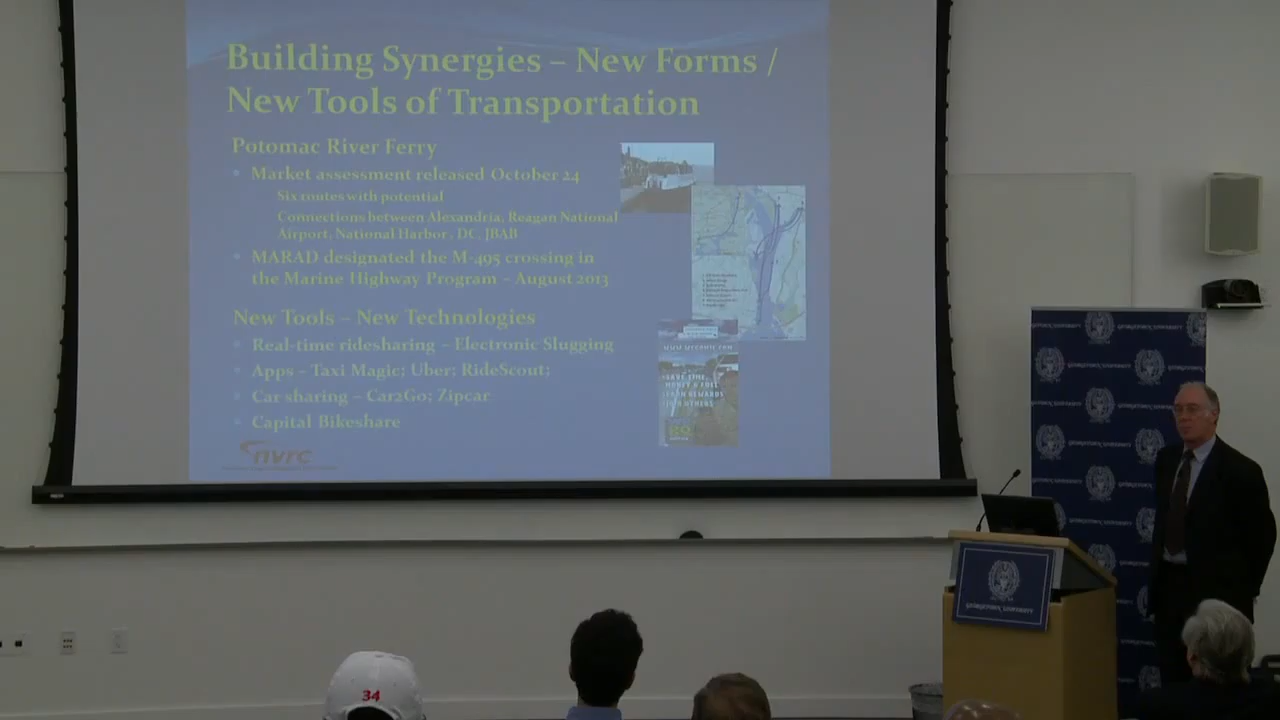 Building Synergies – New Forms /
New Tools of Transportation
Potomac River Ferry
Market assessment released October 24
Six routes with potential
Connections between Alexandria, Reagan National
Airport, National Harbor, DC, JBAB
MARAD designated the M-495 crossing in
the Marine Highway Program – August 2013
New Tools – New Technologies
Real-time ridesharing – Electronic Slugging
Apps – Taxi Magic; Uber; RideScout;
Car sharing – Car2Go; Zipcar
Capital Bikeshare
nvrc
GEORGETOWN UNIVERSITY
34